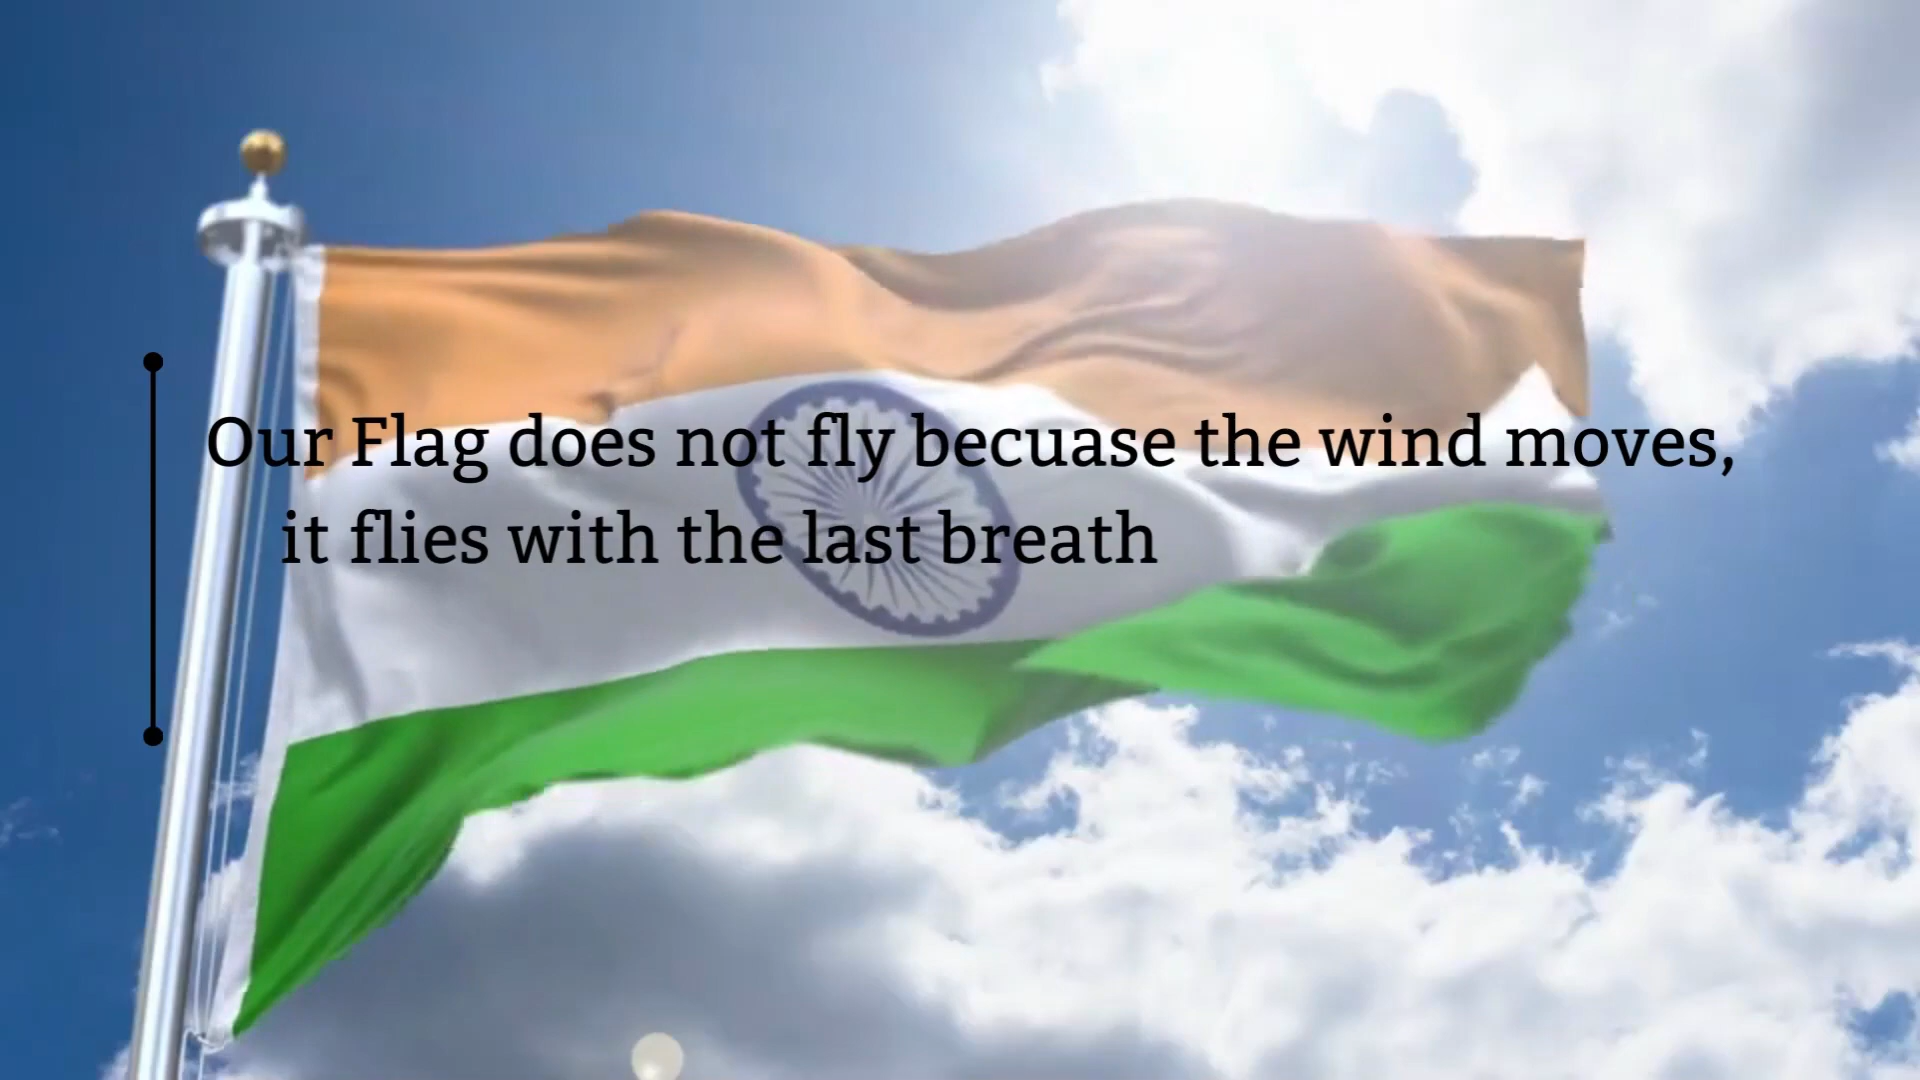 Our Flag does not fly becuase the wind moves,
it flies with the last breath